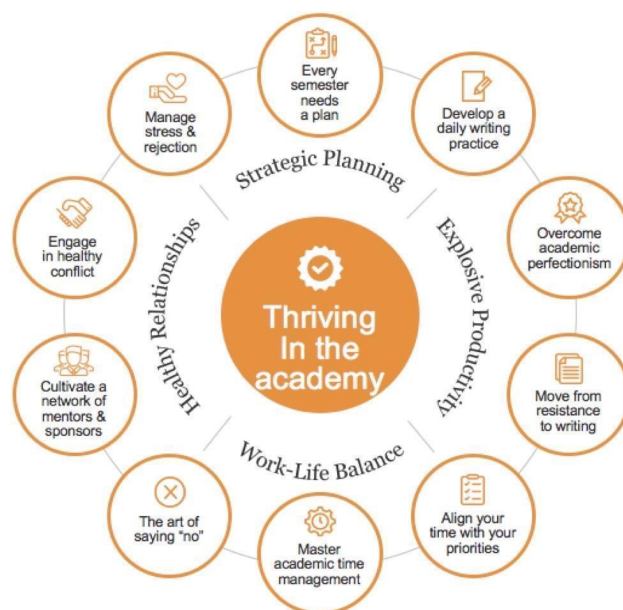 Every
semester
needs
a plan
Develop a
daily writing
practice
Overcome
academic
perfectionism
Move from
resistance
to writing
Align your
time with your
priorities
Master
academic time
management
The art of
saying "no"
Cultivate a
network of
mentors &
sponsors
Engage
in healthy
conflict
Manage
stress &
rejection
Strategic Planning
Explosive Productivity
Work-Life Balance
Healthy Relationships
Thriving
In the
academy